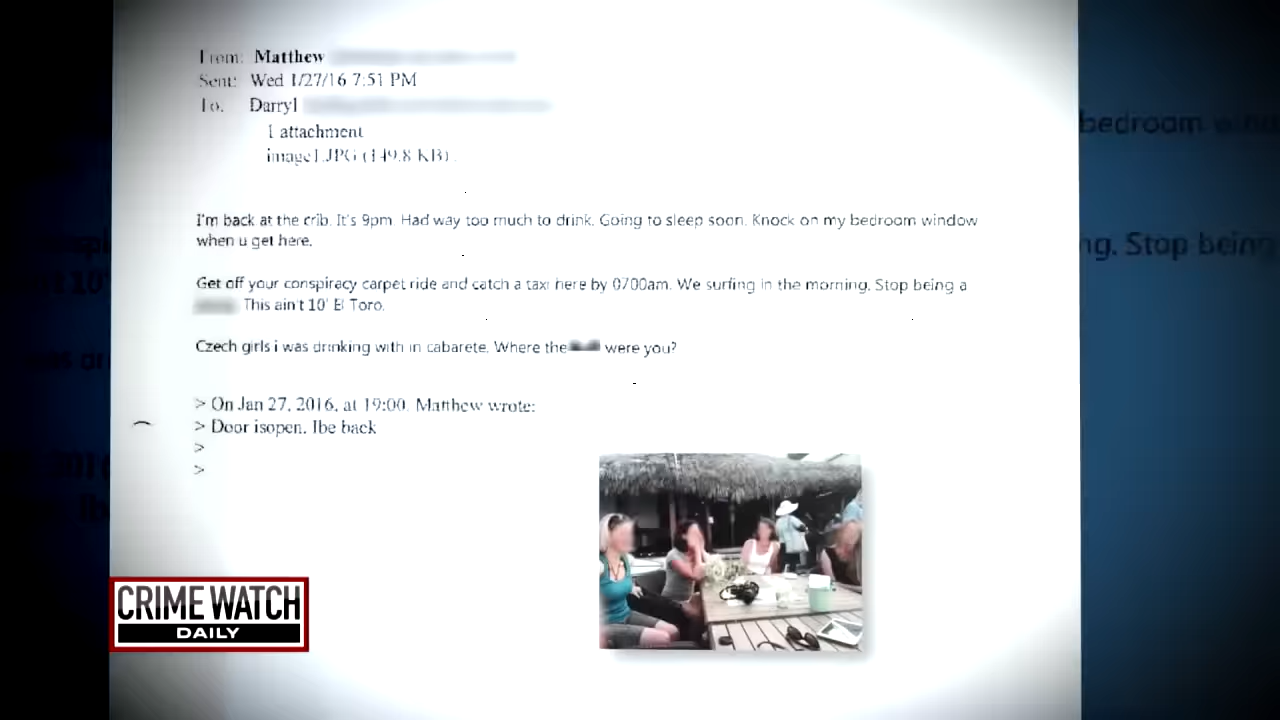 From: Matthew
Sent: Wed 1/27/16 7:51 PM
To: Darryl
1 attachment
image1.JPG (149.8 KB)
I'm back at the crib. It's 9pm. Had way too much to drink. Going to sleep soon. Knock on my bedroom window
when u get here.
Get off your conspiracy carpet ride and catch a taxi here by 0700am. We surfing in the morning. Stop being a
This ain't 10' El Toro.
Czech girls i was drinking with in cabarete. Where the were you?
> On Jan 27, 2016, at 19:00, Matthew wrote:
> Door isopen. Ibe back
>
>
CRIME WATCH
DAILY
bedroom
ng. Stop being